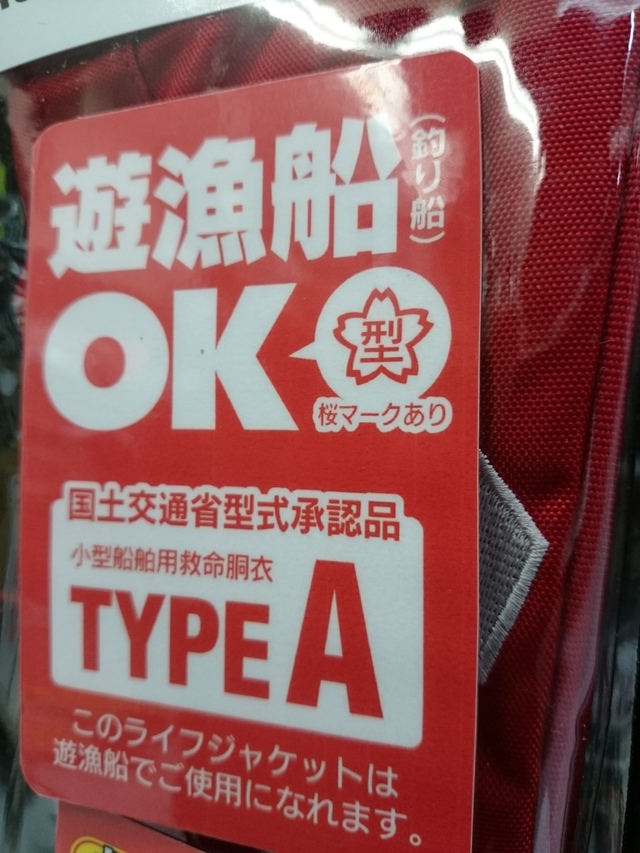 遊漁船
(釣り船)
OK
型
桜マークあり
国土交通省型式承認品
小型船舶用救命胴衣
TYPE A
このライフジャケットは
遊漁船でご使用になれます。